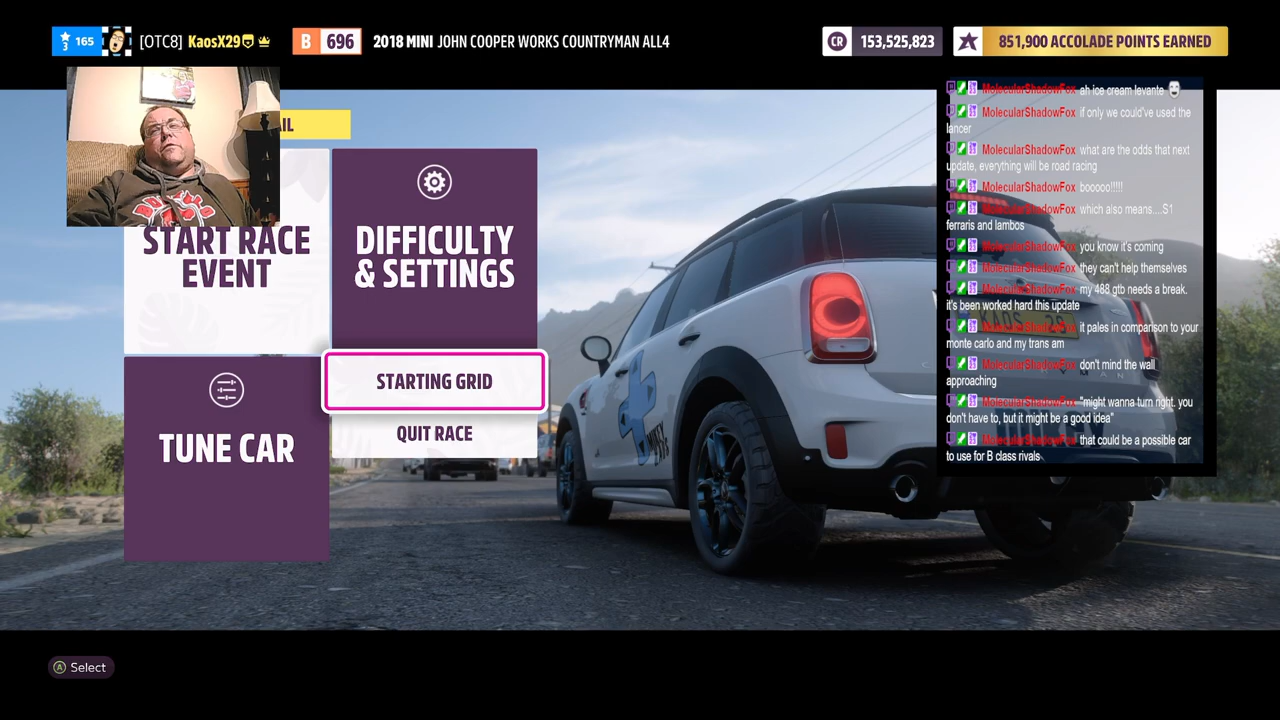 3 165 [OTC8] KaosX29 B 696 2018 MINI JOHN COOPER WORKS COUNTRYMAN ALL4 CR 153,525,823 851,900 ACCOLADE POINTS EARNED
START RACE
EVENT
DIFFICULTY
& SETTINGS
STARTING GRID
QUIT RACE
TUNE CAR
MolecularShadowFox ah ice cream levante
MolecularShadowFox if only we could've used the
lancer
MolecularShadowFox what are the odds that next
update, everything will be road racing
MolecularShadowFox booooo!!!!!
MolecularShadowFox which also means....S1
ferraris and lambos
MolecularShadowFox you know it's coming
MolecularShadowFox they can't help themselves
MolecularShadowFox my 488 gtb needs a break.
it's been worked hard this update
MolecularShadowFox it pales in comparison to your
monte carlo and my trans am
MolecularShadowFox don't mind the wall
approaching
MolecularShadowFox "might wanna turn right. you
don't have to, but it might be a good idea"
MolecularShadowFox that could be a possible car
to use for B class rivals
A Select